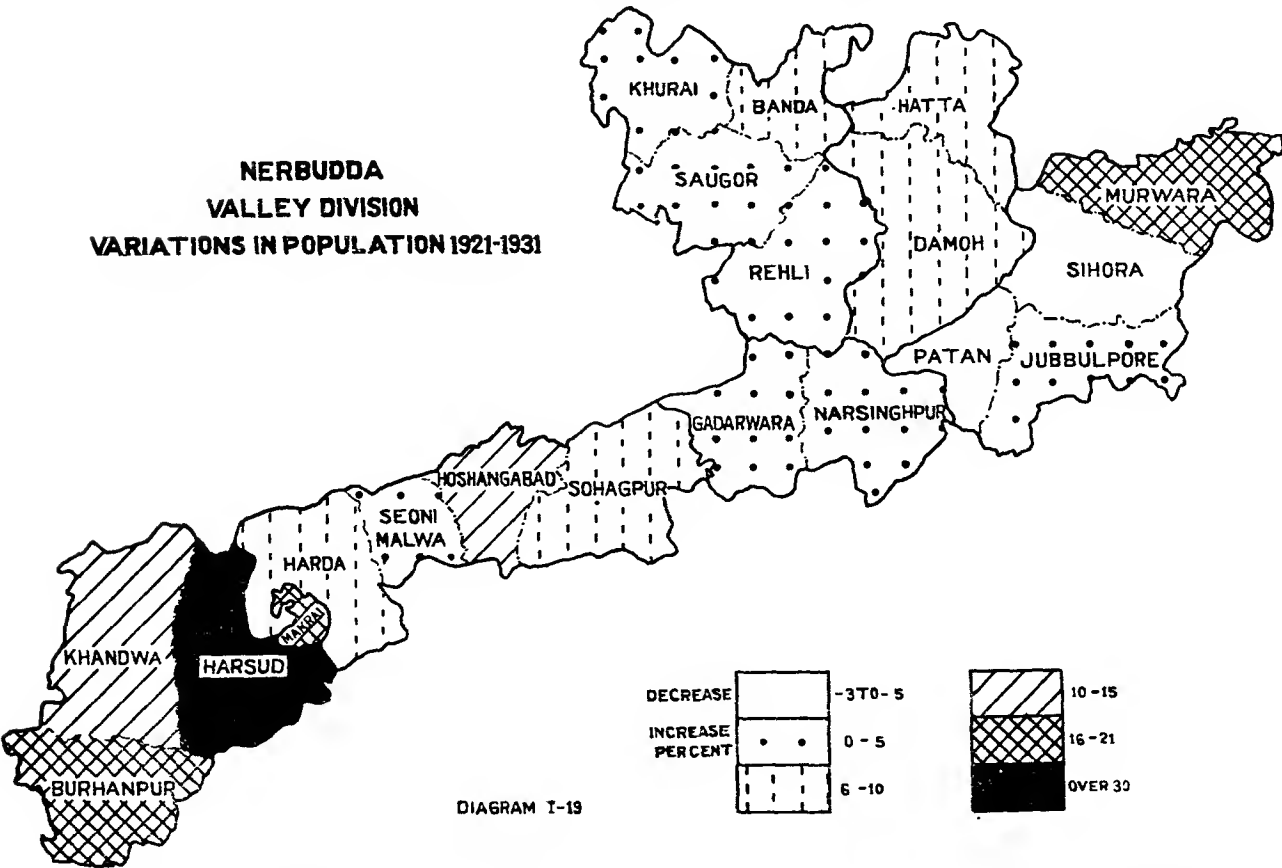 NERBUDDA
VALLEY DIVISION
VARIATIONS IN POPULATION 1921-1931
KHURAI
BANDA
HATTA
SAUGOR
MURWARA
REHLI
DAMOH
SIHORA
PATAN
JUBBULPORE
GADARWARA
NARSINGHPUR
HOSHANGABAD
SOHAGPUR
SEONI
MALWA
HARDA
MAKRAI
KHANDWA
HARSUD
BURHANPUR
DECREASE
-3 TO- 5
INCREASE
PERCENT
0 - 5
6 -10
10 -15
16 -21
OVER 30
DIAGRAM I-19